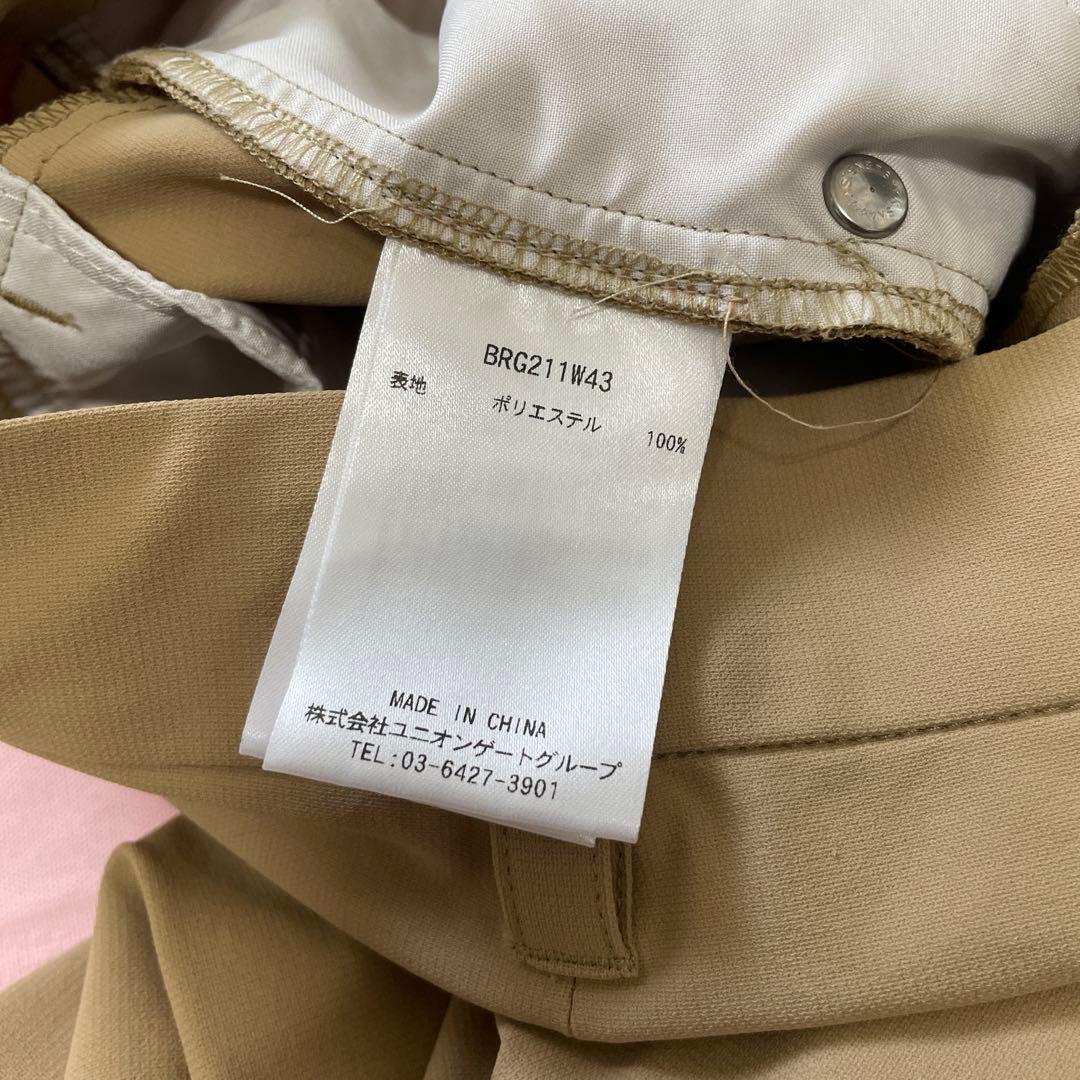 BRG211W43
表地 ポリエステル 100%
MADE IN CHINA
株式会社ユニオンゲートグループ
TEL:03-6427-3901